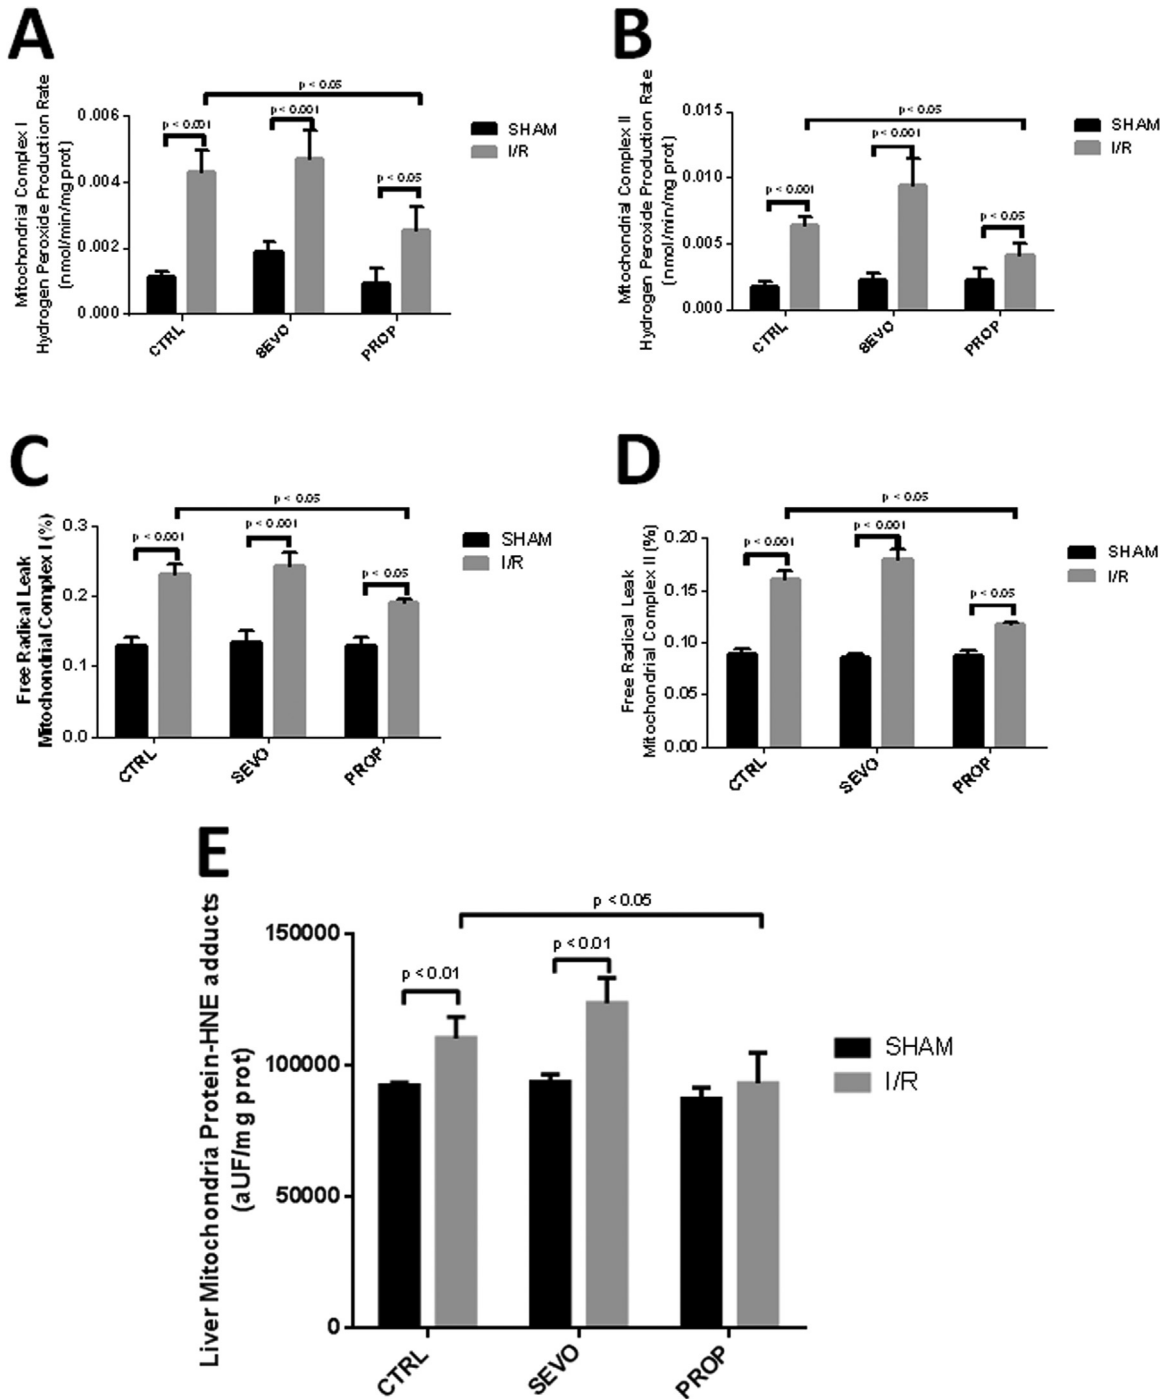 A
Mitochondrial Complex I
Hydrogen Peroxide Production Rate
(nmol/min/mg prot)
0.006
0.004
0.002
0.000
p < 0.05
p < 0.001
p < 0.001
p < 0.05
SHAM
I/R
CTRL
SEVO
PROP
B
Mitochondrial Complex II
Hydrogen Peroxide Production Rate
(nmol/min/mg prot)
0.015
0.010
0.005
0.000
p < 0.05
p < 0.001
p < 0.001
p < 0.05
SHAM
I/R
CTRL
SEVO
PROP
C
Free Radical Leak
Mitochondrial Complex I (%)
0.3
0.2
0.1
0.0
p < 0.05
p < 0.001
p < 0.001
p < 0.05
SHAM
I/R
CTRL
SEVO
PROP
D
Free Radical Leak
Mitochondrial Complex II (%)
0.20
0.15
0.10
0.05
0.00
p < 0.05
p < 0.001
p < 0.001
p < 0.05
SHAM
I/R
CTRL
SEVO
PROP
E
Liver Mitochondria Protein-HNE adducts
(aUF/mg prot)
150000
100000
50000
0
p < 0.05
p < 0.01
p < 0.01
SHAM
I/R
CTRL
SEVO
PROP